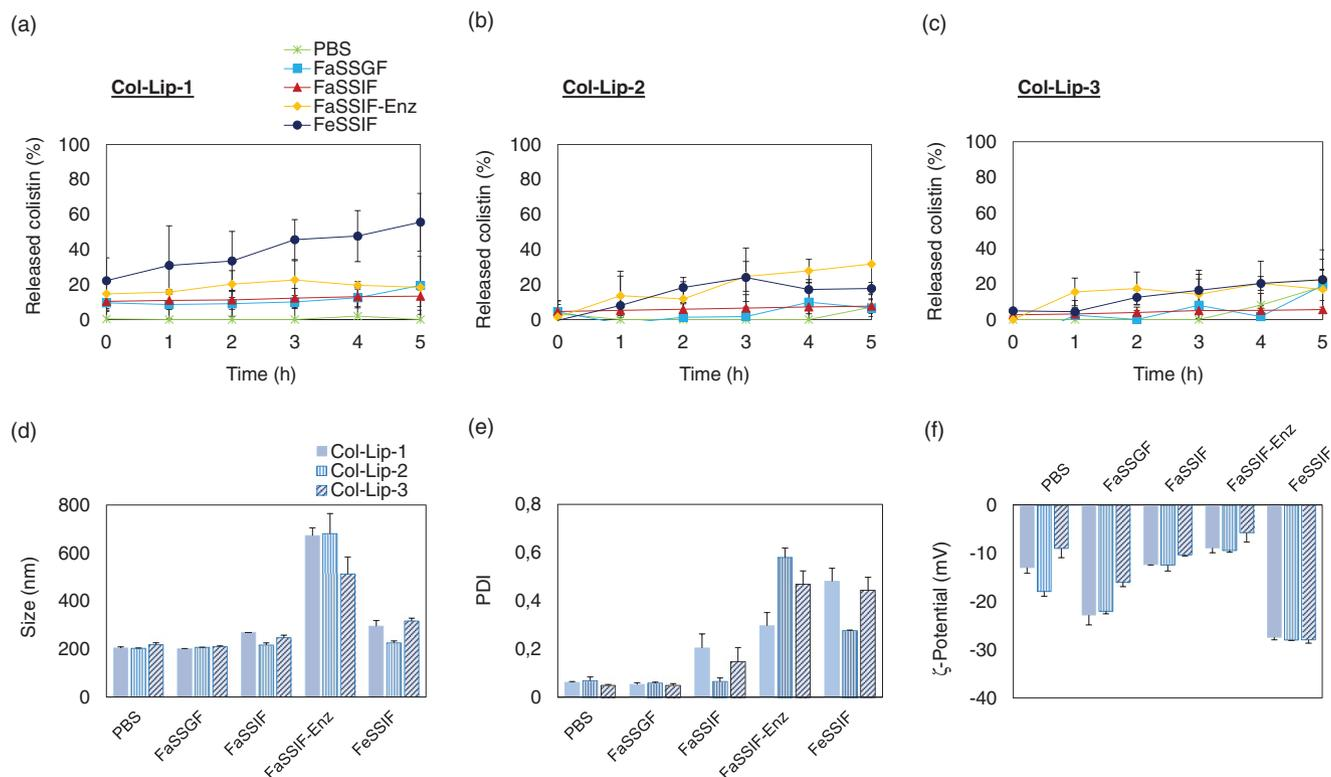 (a)
(b)
(c)
PBS
FaSSGF
FaSSIF
FaSSIF-Enz
FeSSIF
Col-Lip-1
Col-Lip-2
Col-Lip-3
Released colistin (%)
100
80
60
40
20
0
0 1 2 3 4 5
Time (h)
Released colistin (%)
100
80
60
40
20
0
0 1 2 3 4 5
Time (h)
Released colistin (%)
100
80
60
40
20
0
0 1 2 3 4 5
Time (h)
(d)
Col-Lip-1
Col-Lip-2
Col-Lip-3
Size (nm)
800
600
400
200
0
PBS
FaSSGF
FaSSIF
FaSSIF-Enz
FeSSIF
(e)
PDI
0,8
0,6
0,4
0,2
0
PBS
FaSSGF
FaSSIF
FaSSIF-Enz
FeSSIF
(f)
PBS
FaSSGF
FaSSIF
FaSSIF-Enz
FeSSIF
ζ-Potential (mV)
0
-10
-20
-30
-40